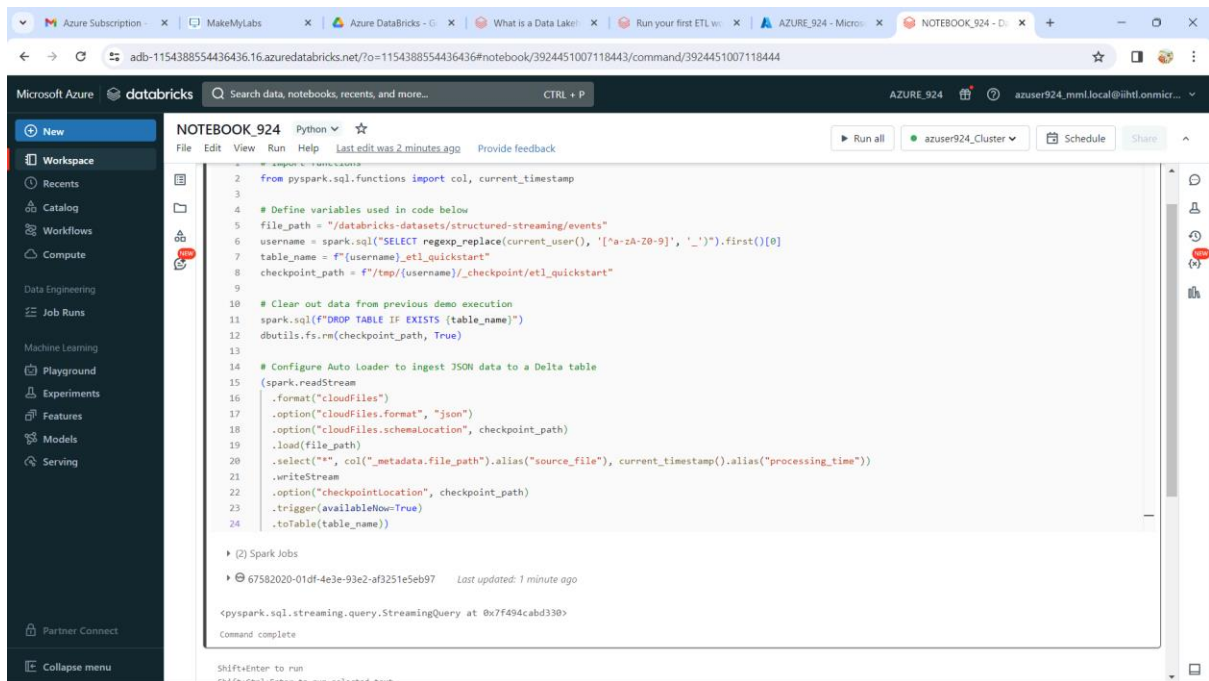 Azure Subscription -
MakeMyLabs
Azure DataBricks - G
What is a Data Lakeh
Run your first ETL wo
AZURE_924 - Micros
NOTEBOOK_924 - Da
adb-1154388554436436.16.azuredatabricks.net/?o=1154388554436436#notebook/3924451007118443/command/3924451007118444
Microsoft Azure databricks Search data, notebooks, recents, and more... CTRL + P AZURE_924 azuser924_mml.local@iihtl.onmicr...
New
Workspace
Recents
Catalog
Workflows
Compute
Data Engineering
Job Runs
Machine Learning
Playground
Experiments
Features
Models
Serving
Partner Connect
Collapse menu
NOTEBOOK_924 Python
File Edit View Run Help Last edit was 2 minutes ago Provide feedback
Run all azuser924_Cluster Schedule Share
NEW
NEW
1 # Import functions
2 from pyspark.sql.functions import col, current_timestamp
3
4 # Define variables used in code below
5 file_path = "/databricks-datasets/structured-streaming/events"
6 username = spark.sql("SELECT regexp_replace(current_user(), '[^a-zA-Z0-9]', '_')").first()[0]
7 table_name = f"{username}_etl_quickstart"
8 checkpoint_path = f"/tmp/{username}/_checkpoint/etl_quickstart"
9
10 # Clear out data from previous demo execution
11 spark.sql(f"DROP TABLE IF EXISTS {table_name}")
12 dbutils.fs.rm(checkpoint_path, True)
13
14 # Configure Auto Loader to ingest JSON data to a Delta table
15 (spark.readStream
16 .format("cloudFiles")
17 .option("cloudFiles.format", "json")
18 .option("cloudFiles.schemaLocation", checkpoint_path)
19 .load(file_path)
20 .select("*", col("_metadata.file_path").alias("source_file"), current_timestamp().alias("processing_time"))
21 .writeStream
22 .option("checkpointLocation", checkpoint_path)
23 .trigger(availableNow=True)
24 .toTable(table_name))
(2) Spark Jobs
67582020-01df-4e3e-93e2-af3251e5eb97 Last updated: 1 minute ago
<pyspark.sql.streaming.query.StreamingQuery at 0x7f494cabd330>
Command complete
Shift+Enter to run